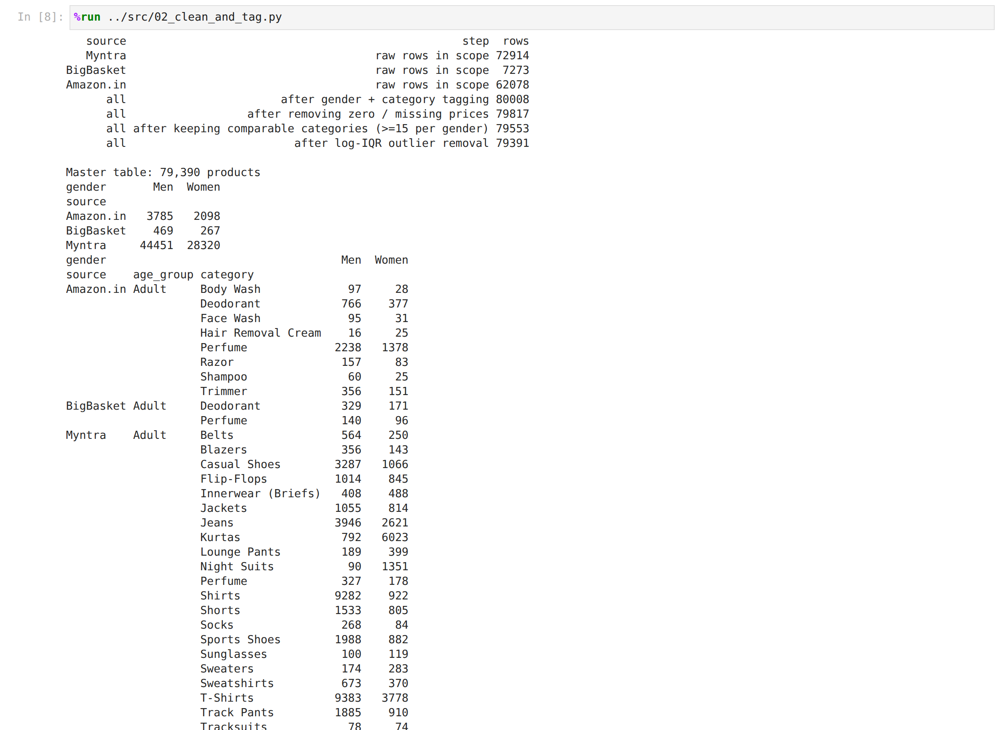 In [8]: %run ../src/02_clean_and_tag.py
source step rows
Myntra raw rows in scope 72914
BigBasket raw rows in scope 7273
Amazon.in raw rows in scope 62078
all after gender + category tagging 80008
all after removing zero / missing prices 79817
all after keeping comparable categories (>=15 per gender) 79553
all after log-IQR outlier removal 79391
Master table: 79,390 products
gender Men Women
source
Amazon.in 3785 2098
BigBasket 469 267
Myntra 44451 28320
gender Men Women
source age_group category
Amazon.in Adult Body Wash 97 28
Deodorant 766 377
Face Wash 95 31
Hair Removal Cream 16 25
Perfume 2238 1378
Razor 157 83
Shampoo 60 25
Trimmer 356 151
BigBasket Adult Deodorant 329 171
Perfume 140 96
Myntra Adult Belts 564 250
Blazers 356 143
Casual Shoes 3287 1066
Flip-Flops 1014 845
Innerwear (Briefs) 408 488
Jackets 1055 814
Jeans 3946 2621
Kurtas 792 6023
Lounge Pants 189 399
Night Suits 90 1351
Perfume 327 178
Shirts 9282 922
Shorts 1533 805
Socks 268 84
Sports Shoes 1988 882
Sunglasses 100 119
Sweaters 174 283
Sweatshirts 673 370
T-Shirts 9383 3778
Track Pants 1885 910
Tracksuits 78 74